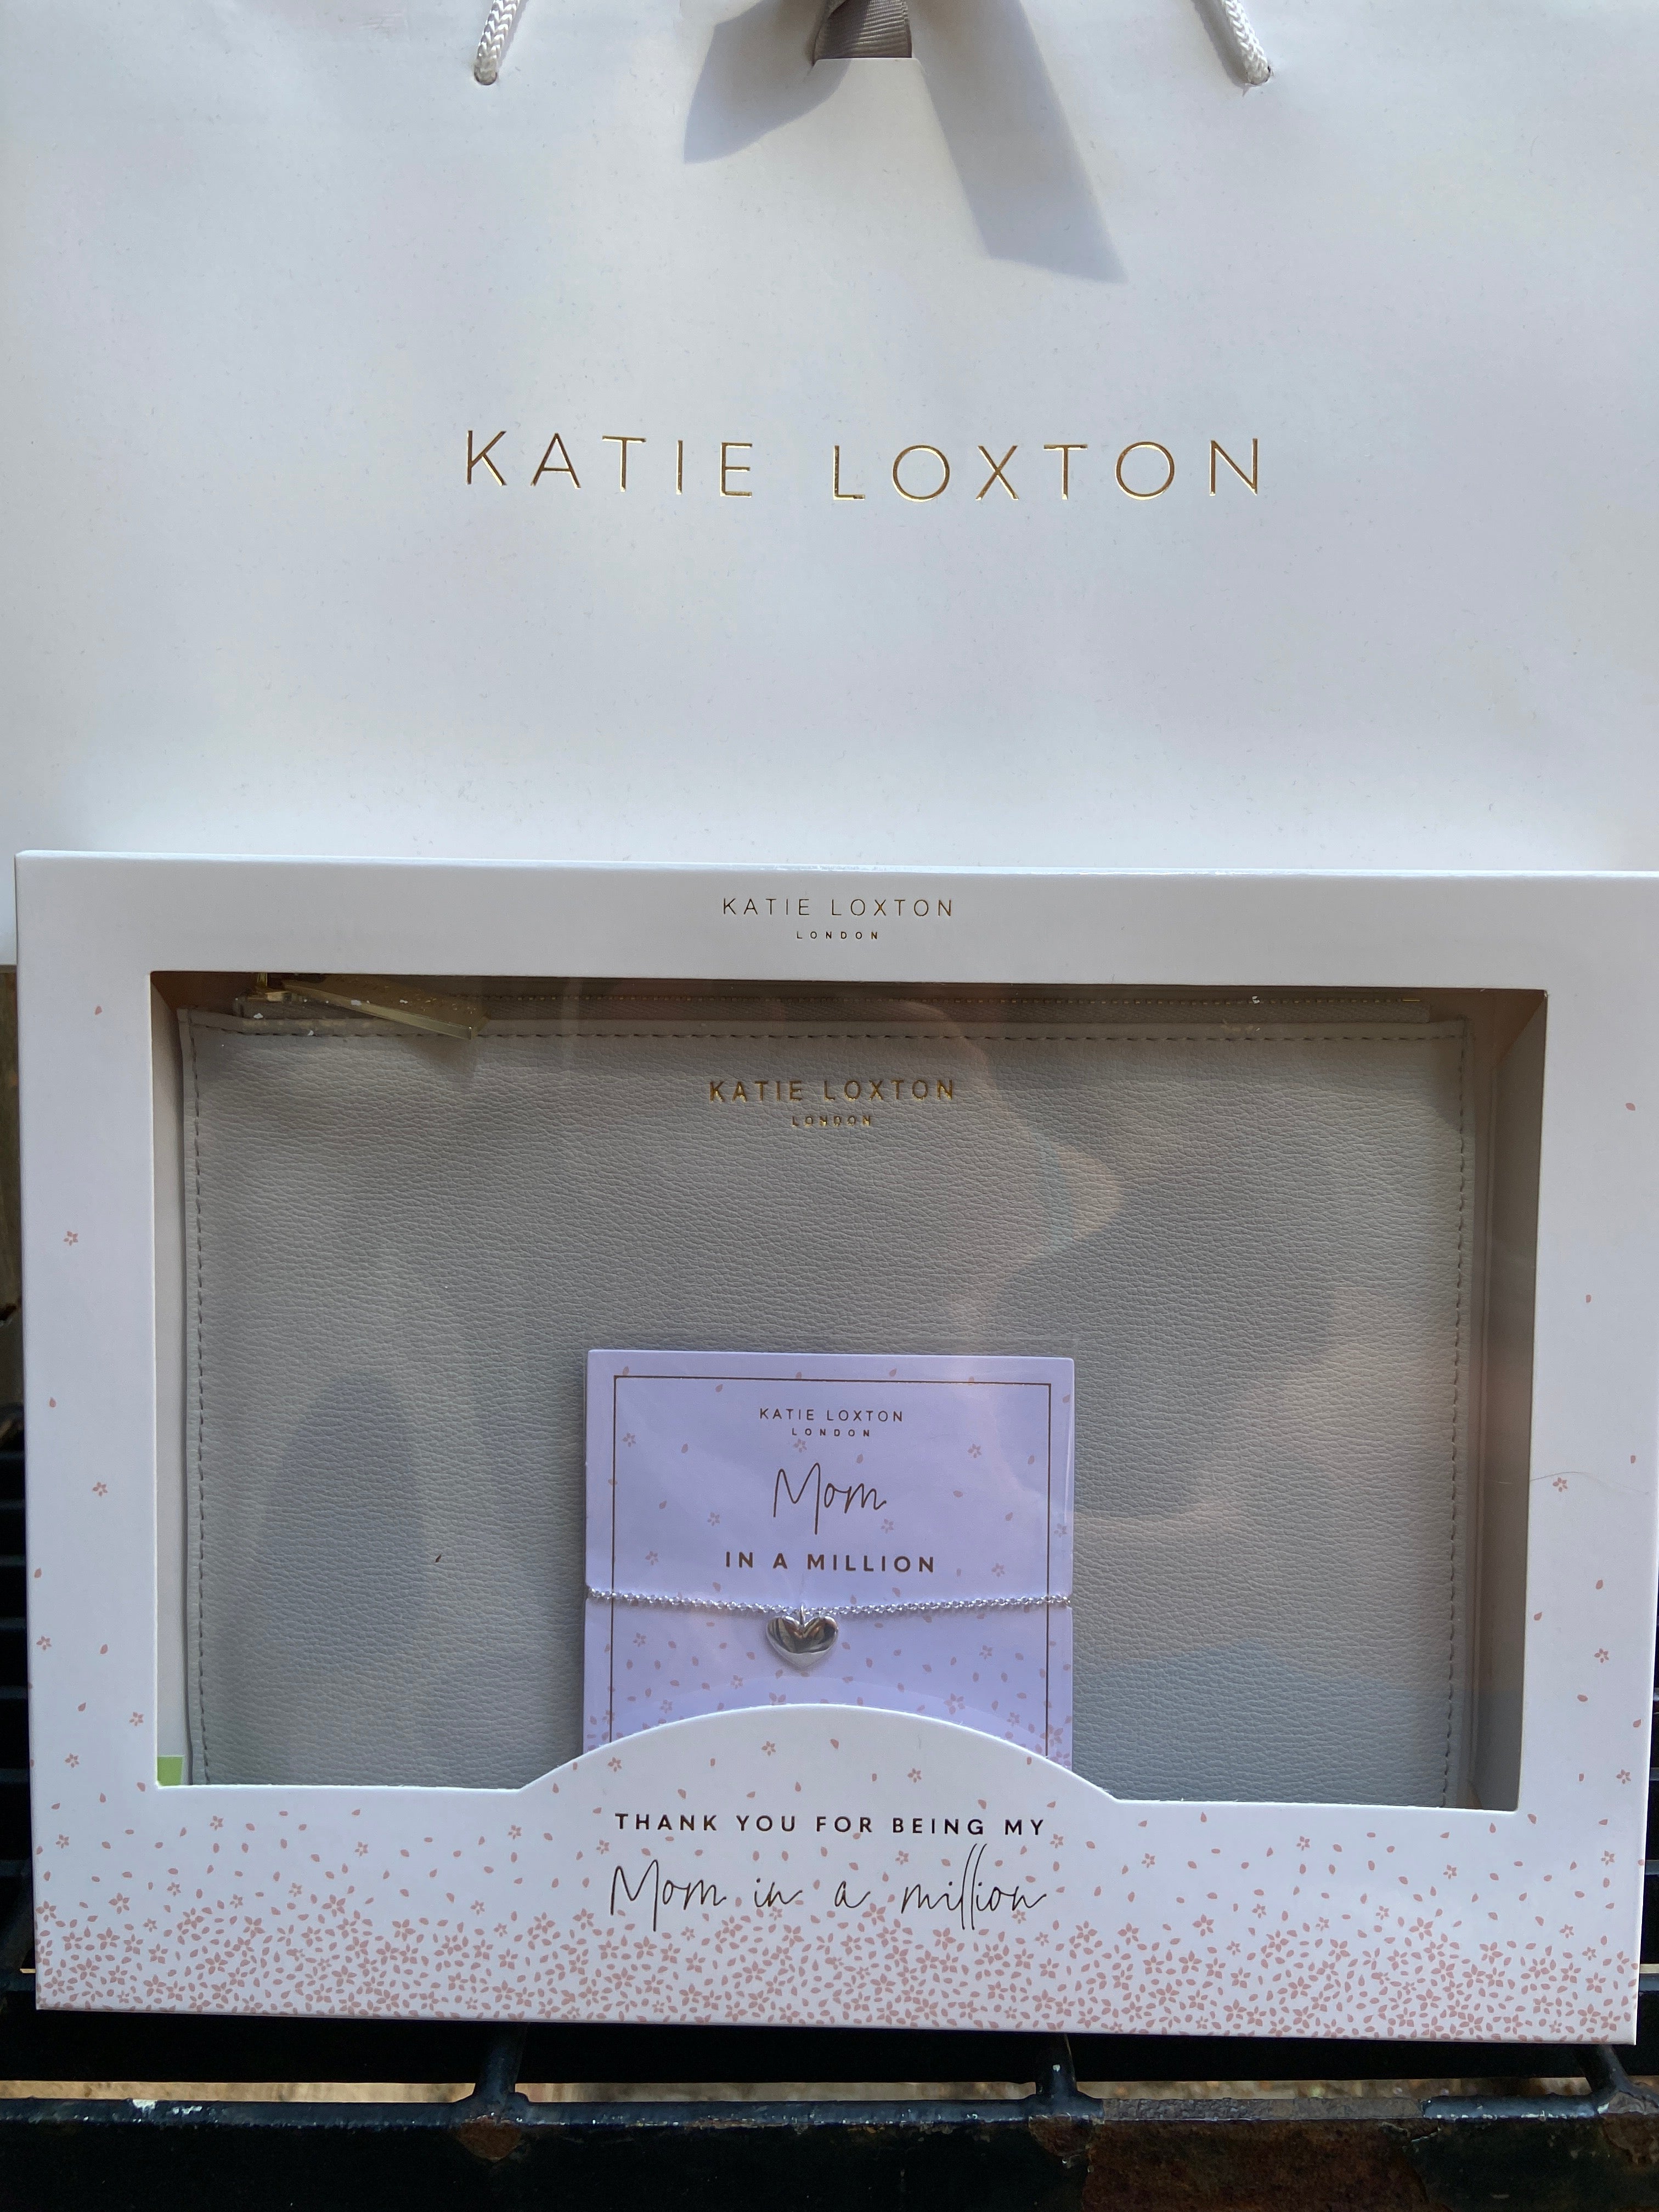 KATIE LOXTON
KATIE LOXTON
LONDON
KATIE LOXTON
LONDON
KATIE LOXTON
LONDON
Mom
IN A MILLION
THANK YOU FOR BEING MY
Mom in a million